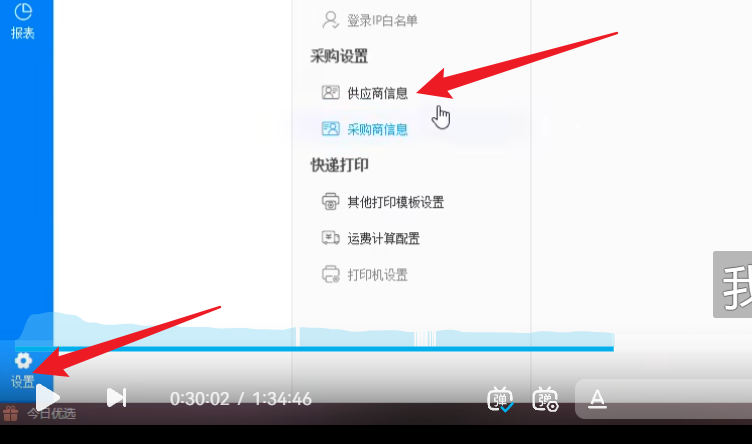 登录IP白名单
报表
采购设置
供应商信息
采购商信息
快递打印
其他打印模板设置
运费计算配置
打印机设置
我
设置
0:30:02 / 1:34:46
弹
弹
A
今日优选